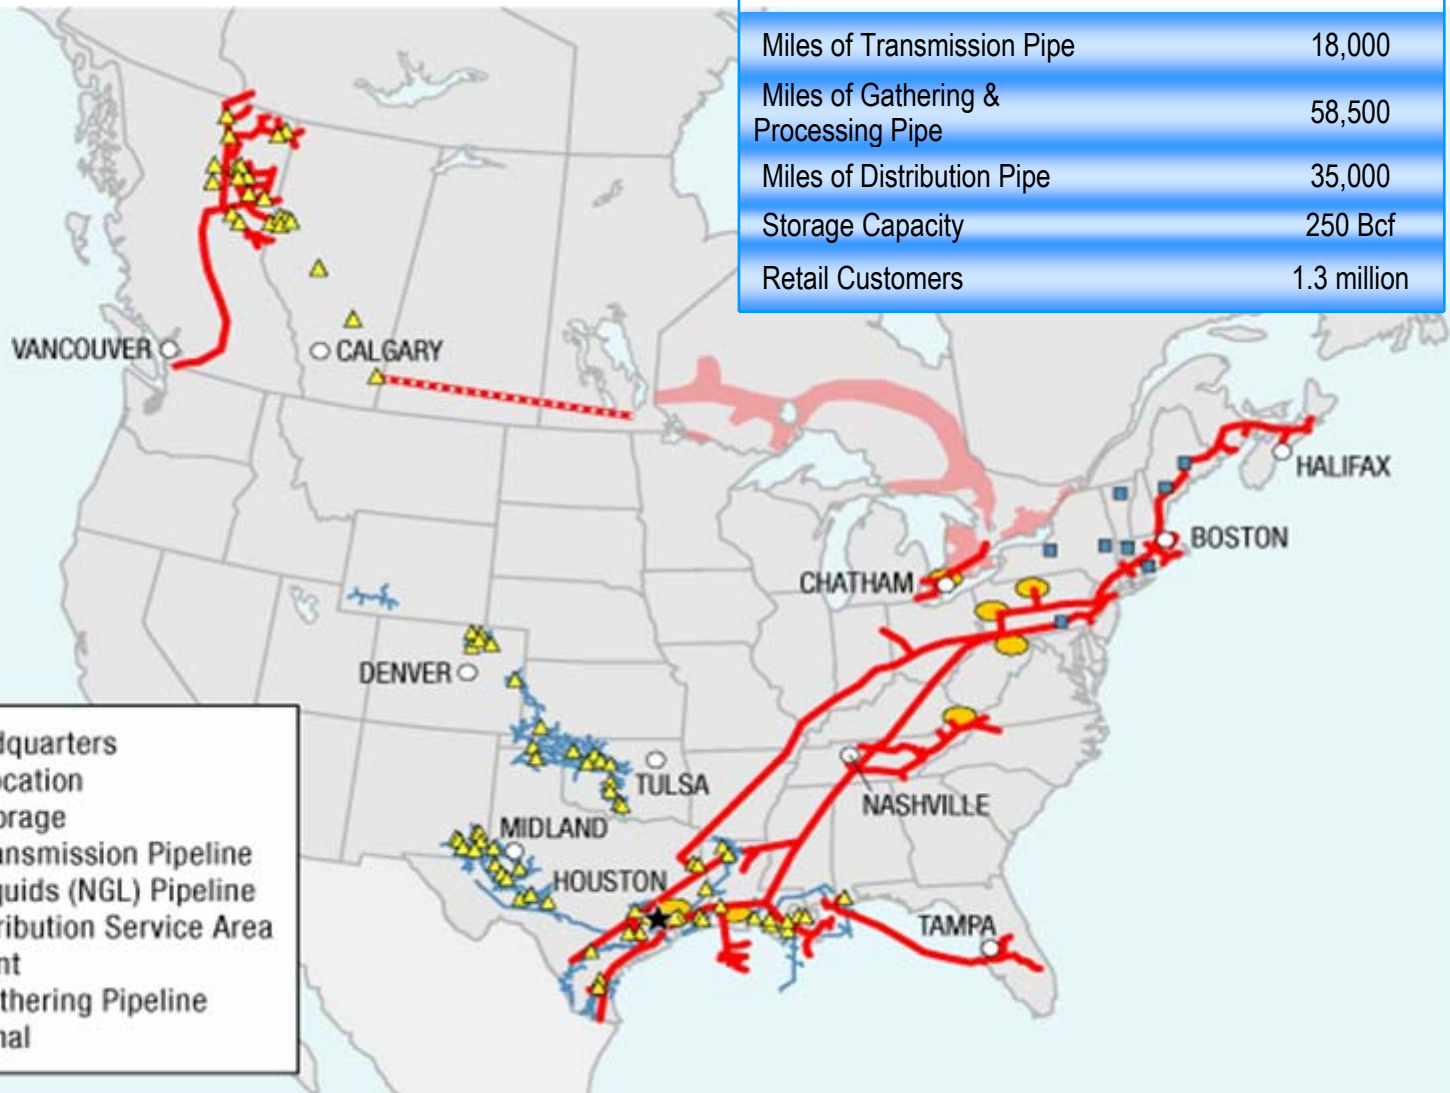 Miles of Transmission Pipe 18,000
Miles of Gathering &
Processing Pipe 58,500
Miles of Distribution Pipe 35,000
Storage Capacity 250 Bcf
Retail Customers 1.3 million
VANCOUVER
CALGARY
HALIFAX
BOSTON
CHATHAM
DENVER
TULSA
NASHVILLE
MIDLAND
HOUSTON
TAMPA
dquarters
ocation
orage
ansmission Pipeline
quids (NGL) Pipeline
ribution Service Area
nt
thering Pipeline
nal